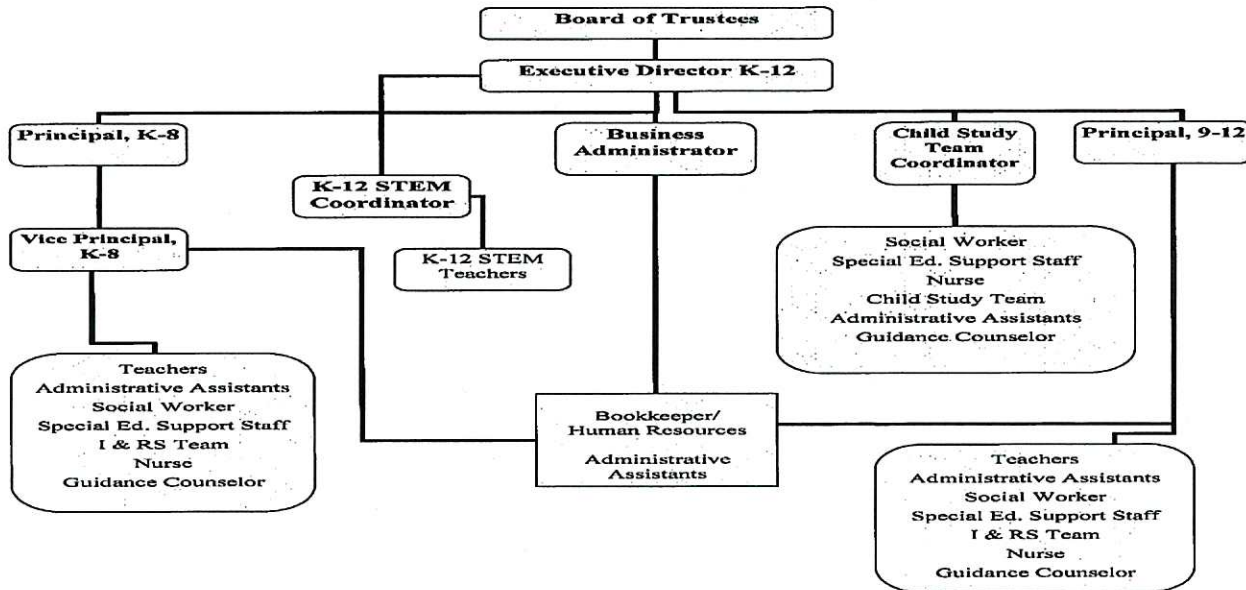 Board of Trustees
Executive Director K-12
Principal, K-8
Business
Administrator
Child Study
Team
Coordinator
Principal, 9-12
K-12 STEM
Coordinator
Vice Principal,
K-8
K-12 STEM
Teachers
Social Worker
Special Ed. Support Staff
Nurse
Child Study Team
Administrative Assistants
Guidance Counselor
Teachers
Administrative Assistants
Social Worker
Special Ed. Support Staff
I & RS Team
Nurse
Guidance Counselor
Bookkeeper/
Human Resources
Administrative
Assistants
Teachers
Administrative Assistants
Social Worker
Special Ed. Support Staff
I & RS Team
Nurse
Guidance Counselor